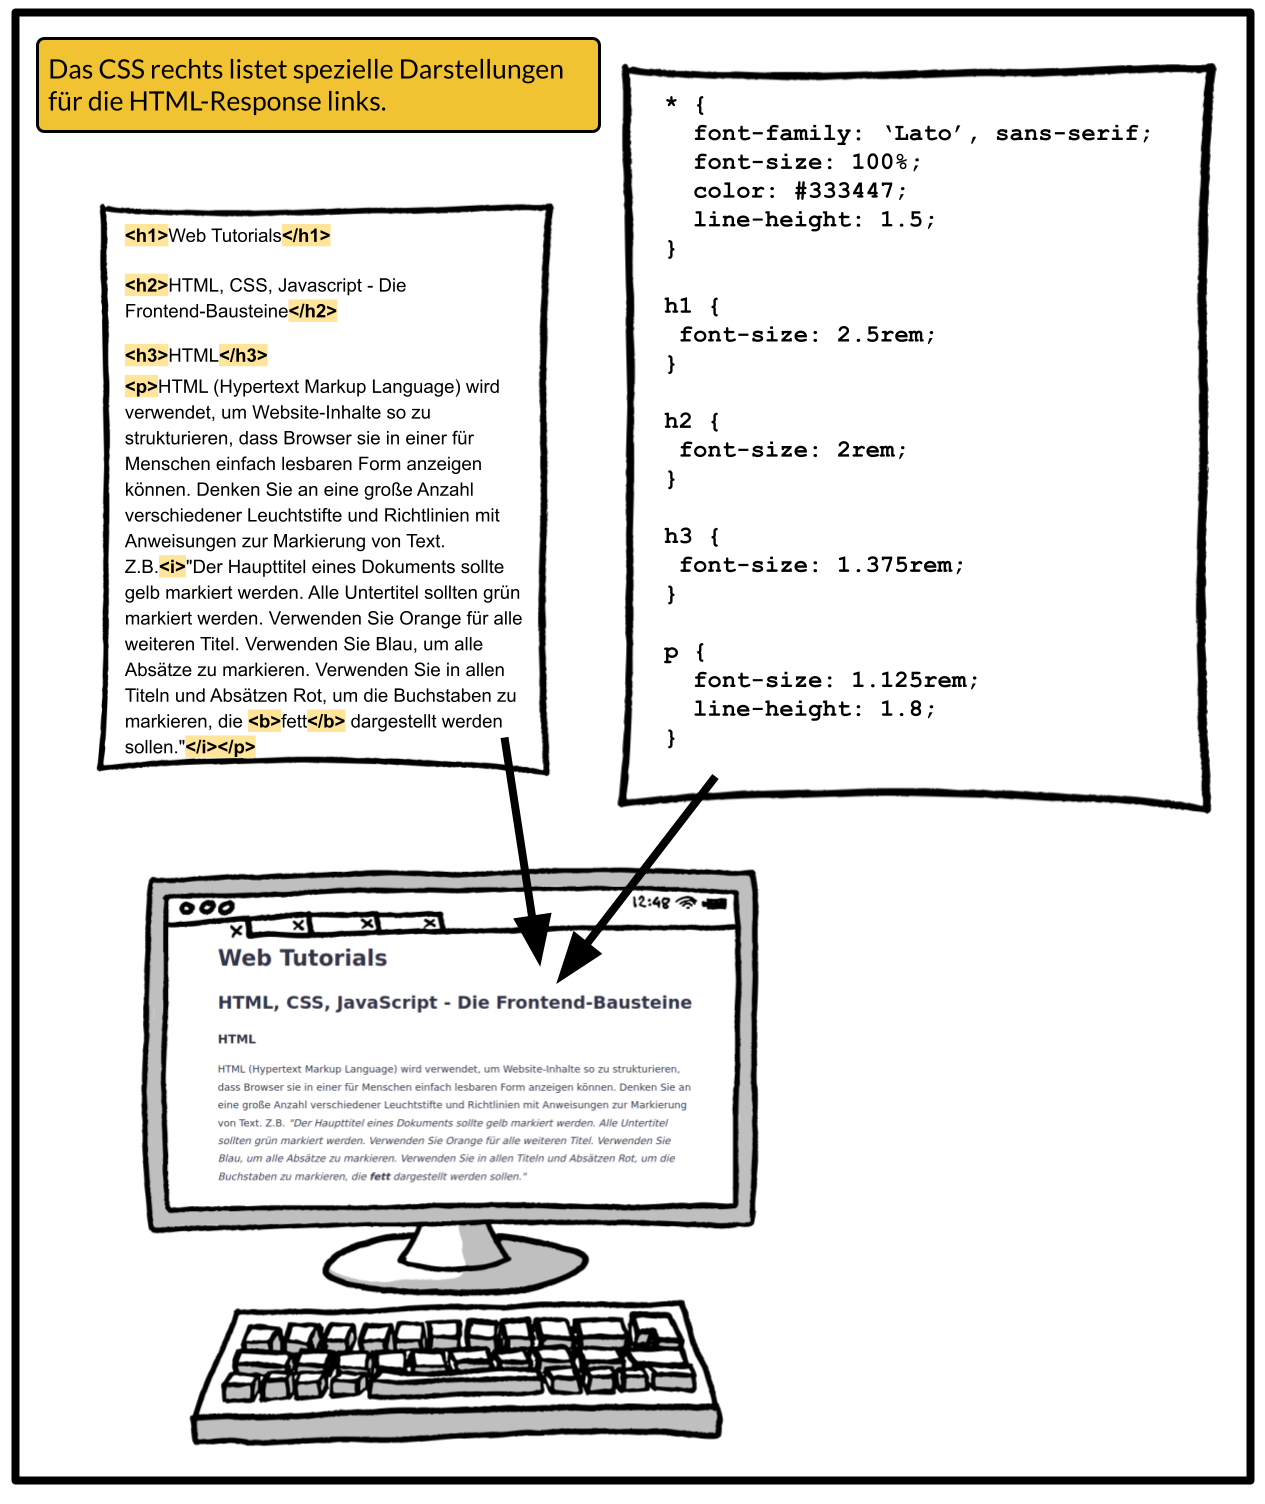 Das CSS rechts listet spezielle Darstellungen
für die HTML-Response links.
<h1>Web Tutorials</h1>
<h2>HTML, CSS, Javascript - Die
Frontend-Bausteine</h2>
<h3>HTML</h3>
<p>HTML (Hypertext Markup Language) wird
verwendet, um Website-Inhalte so zu
strukturieren, dass Browser sie in einer für
Menschen einfach lesbaren Form anzeigen
können. Denken Sie an eine große Anzahl
verschiedener Leuchtstifte und Richtlinien mit
Anweisungen zur Markierung von Text.
Z.B.<i>"Der Haupttitel eines Dokuments sollte
gelb markiert werden. Alle Untertitel sollten grün
markiert werden. Verwenden Sie Orange für alle
weiteren Titel. Verwenden Sie Blau, um alle
Absätze zu markieren. Verwenden Sie in allen
Titeln und Absätzen Rot, um die Buchstaben zu
markieren, die <b>fett</b> dargestellt werden
sollen."</i></p>
* {
font-family: ‘Lato’, sans-serif;
font-size: 100%;
color: #333447;
line-height: 1.5;
}
h1 {
font-size: 2.5rem;
}
h2 {
font-size: 2rem;
}
h3 {
font-size: 1.375rem;
}
p {
font-size: 1.125rem;
line-height: 1.8;
}
12:48
x x x x
Web Tutorials
HTML, CSS, JavaScript - Die Frontend-Bausteine
HTML
HTML (Hypertext Markup Language) wird verwendet, um Website-Inhalte so zu strukturieren,
dass Browser sie in einer für Menschen einfach lesbaren Form anzeigen können. Denken Sie an
eine große Anzahl verschiedener Leuchtstifte und Richtlinien mit Anweisungen zur Markierung
von Text. Z.B. "Der Haupttitel eines Dokuments sollte gelb markiert werden. Alle Untertitel
sollten grün markiert werden. Verwenden Sie Orange für alle weiteren Titel. Verwenden Sie
Blau, um alle Absätze zu markieren. Verwenden Sie in allen Titeln und Absätzen Rot, um die
Buchstaben zu markieren, die fett dargestellt werden sollen."